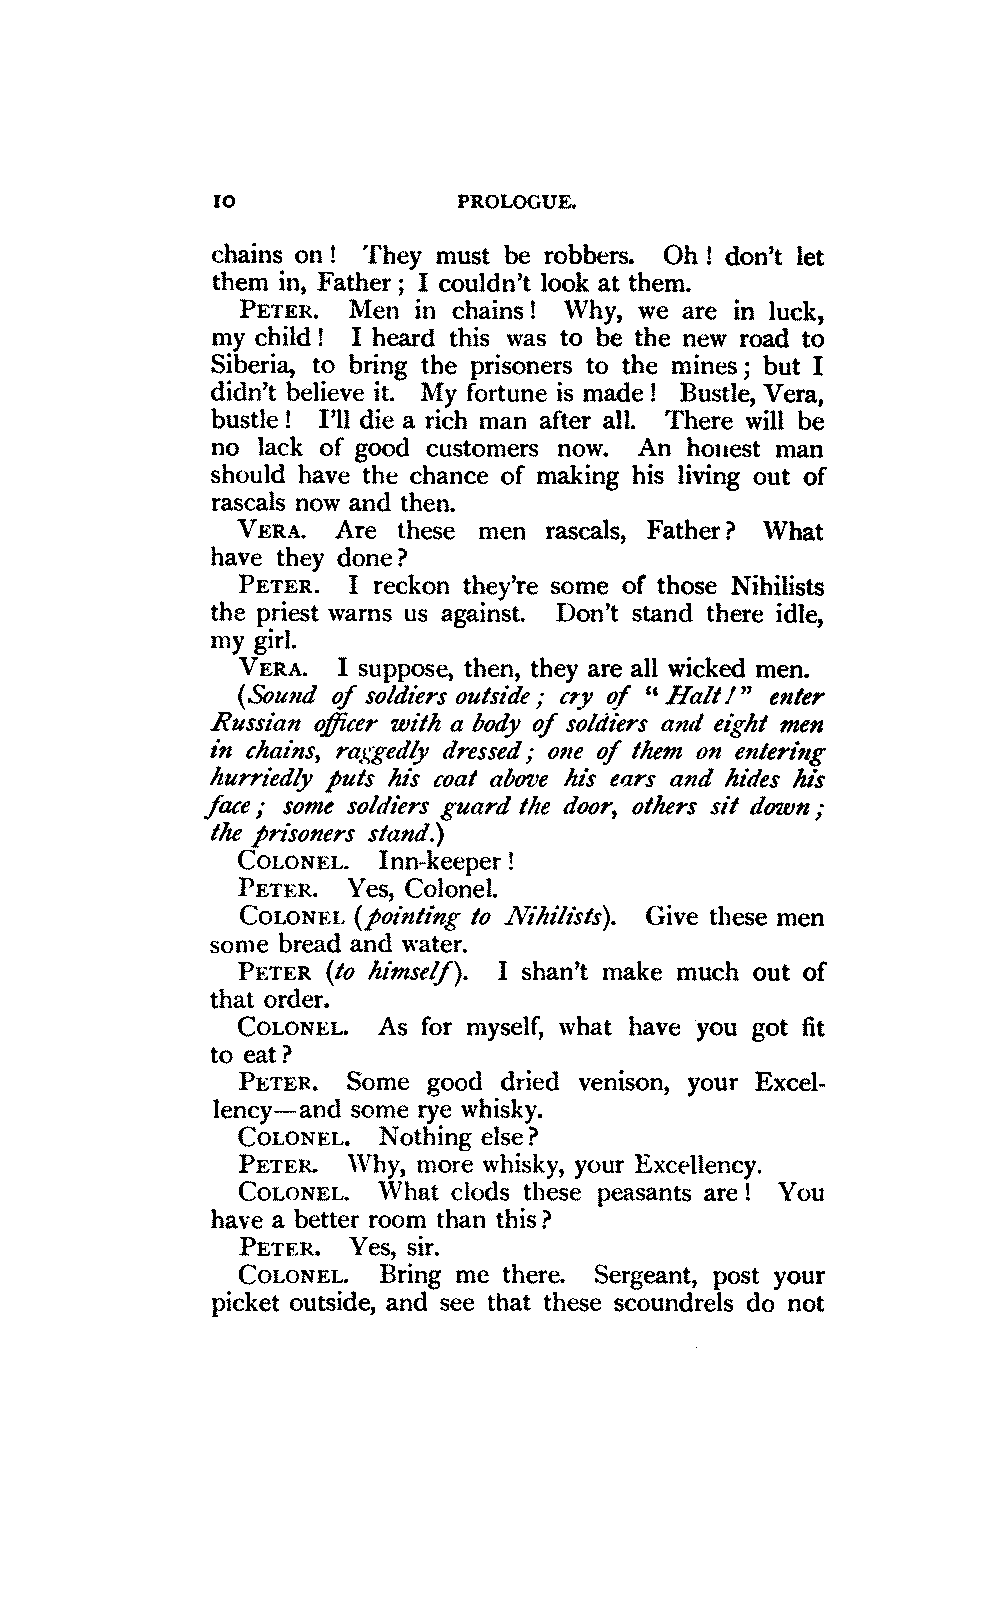 10 PROLOGUE.
chains on! They must be robbers. Oh! don't let
them in, Father; I couldn't look at them.
PETER. Men in chains! Why, we are in luck,
my child! I heard this was to be the new road to
Siberia, to bring the prisoners to the mines; but I
didn't believe it. My fortune is made! Bustle, Vera,
bustle! I'll die a rich man after all. There will be
no lack of good customers now. An honest man
should have the chance of making his living out of
rascals now and then.
VERA. Are these men rascals, Father? What
have they done?
PETER. I reckon they're some of those Nihilists
the priest warns us against. Don't stand there idle,
my girl.
VERA. I suppose, then, they are all wicked men.
(Sound of soldiers outside; cry of "Halt!" enter
Russian officer with a body of soldiers and eight men
in chains, raggedly dressed; one of them on entering
hurriedly puts his coat above his ears and hides his
face; some soldiers guard the door, others sit down;
the prisoners stand.)
COLONEL. Inn-keeper!
PETER. Yes, Colonel.
COLONEL (pointing to Nihilists). Give these men
some bread and water.
PETER (to himself). I shan't make much out of
that order.
COLONEL. As for myself, what have you got fit
to eat?
PETER. Some good dried venison, your Excel-
lency—and some rye whisky.
COLONEL. Nothing else?
PETER. Why, more whisky, your Excellency.
COLONEL. What clods these peasants are! You
have a better room than this?
PETER. Yes, sir.
COLONEL. Bring me there. Sergeant, post your
picket outside, and see that these scoundrels do not